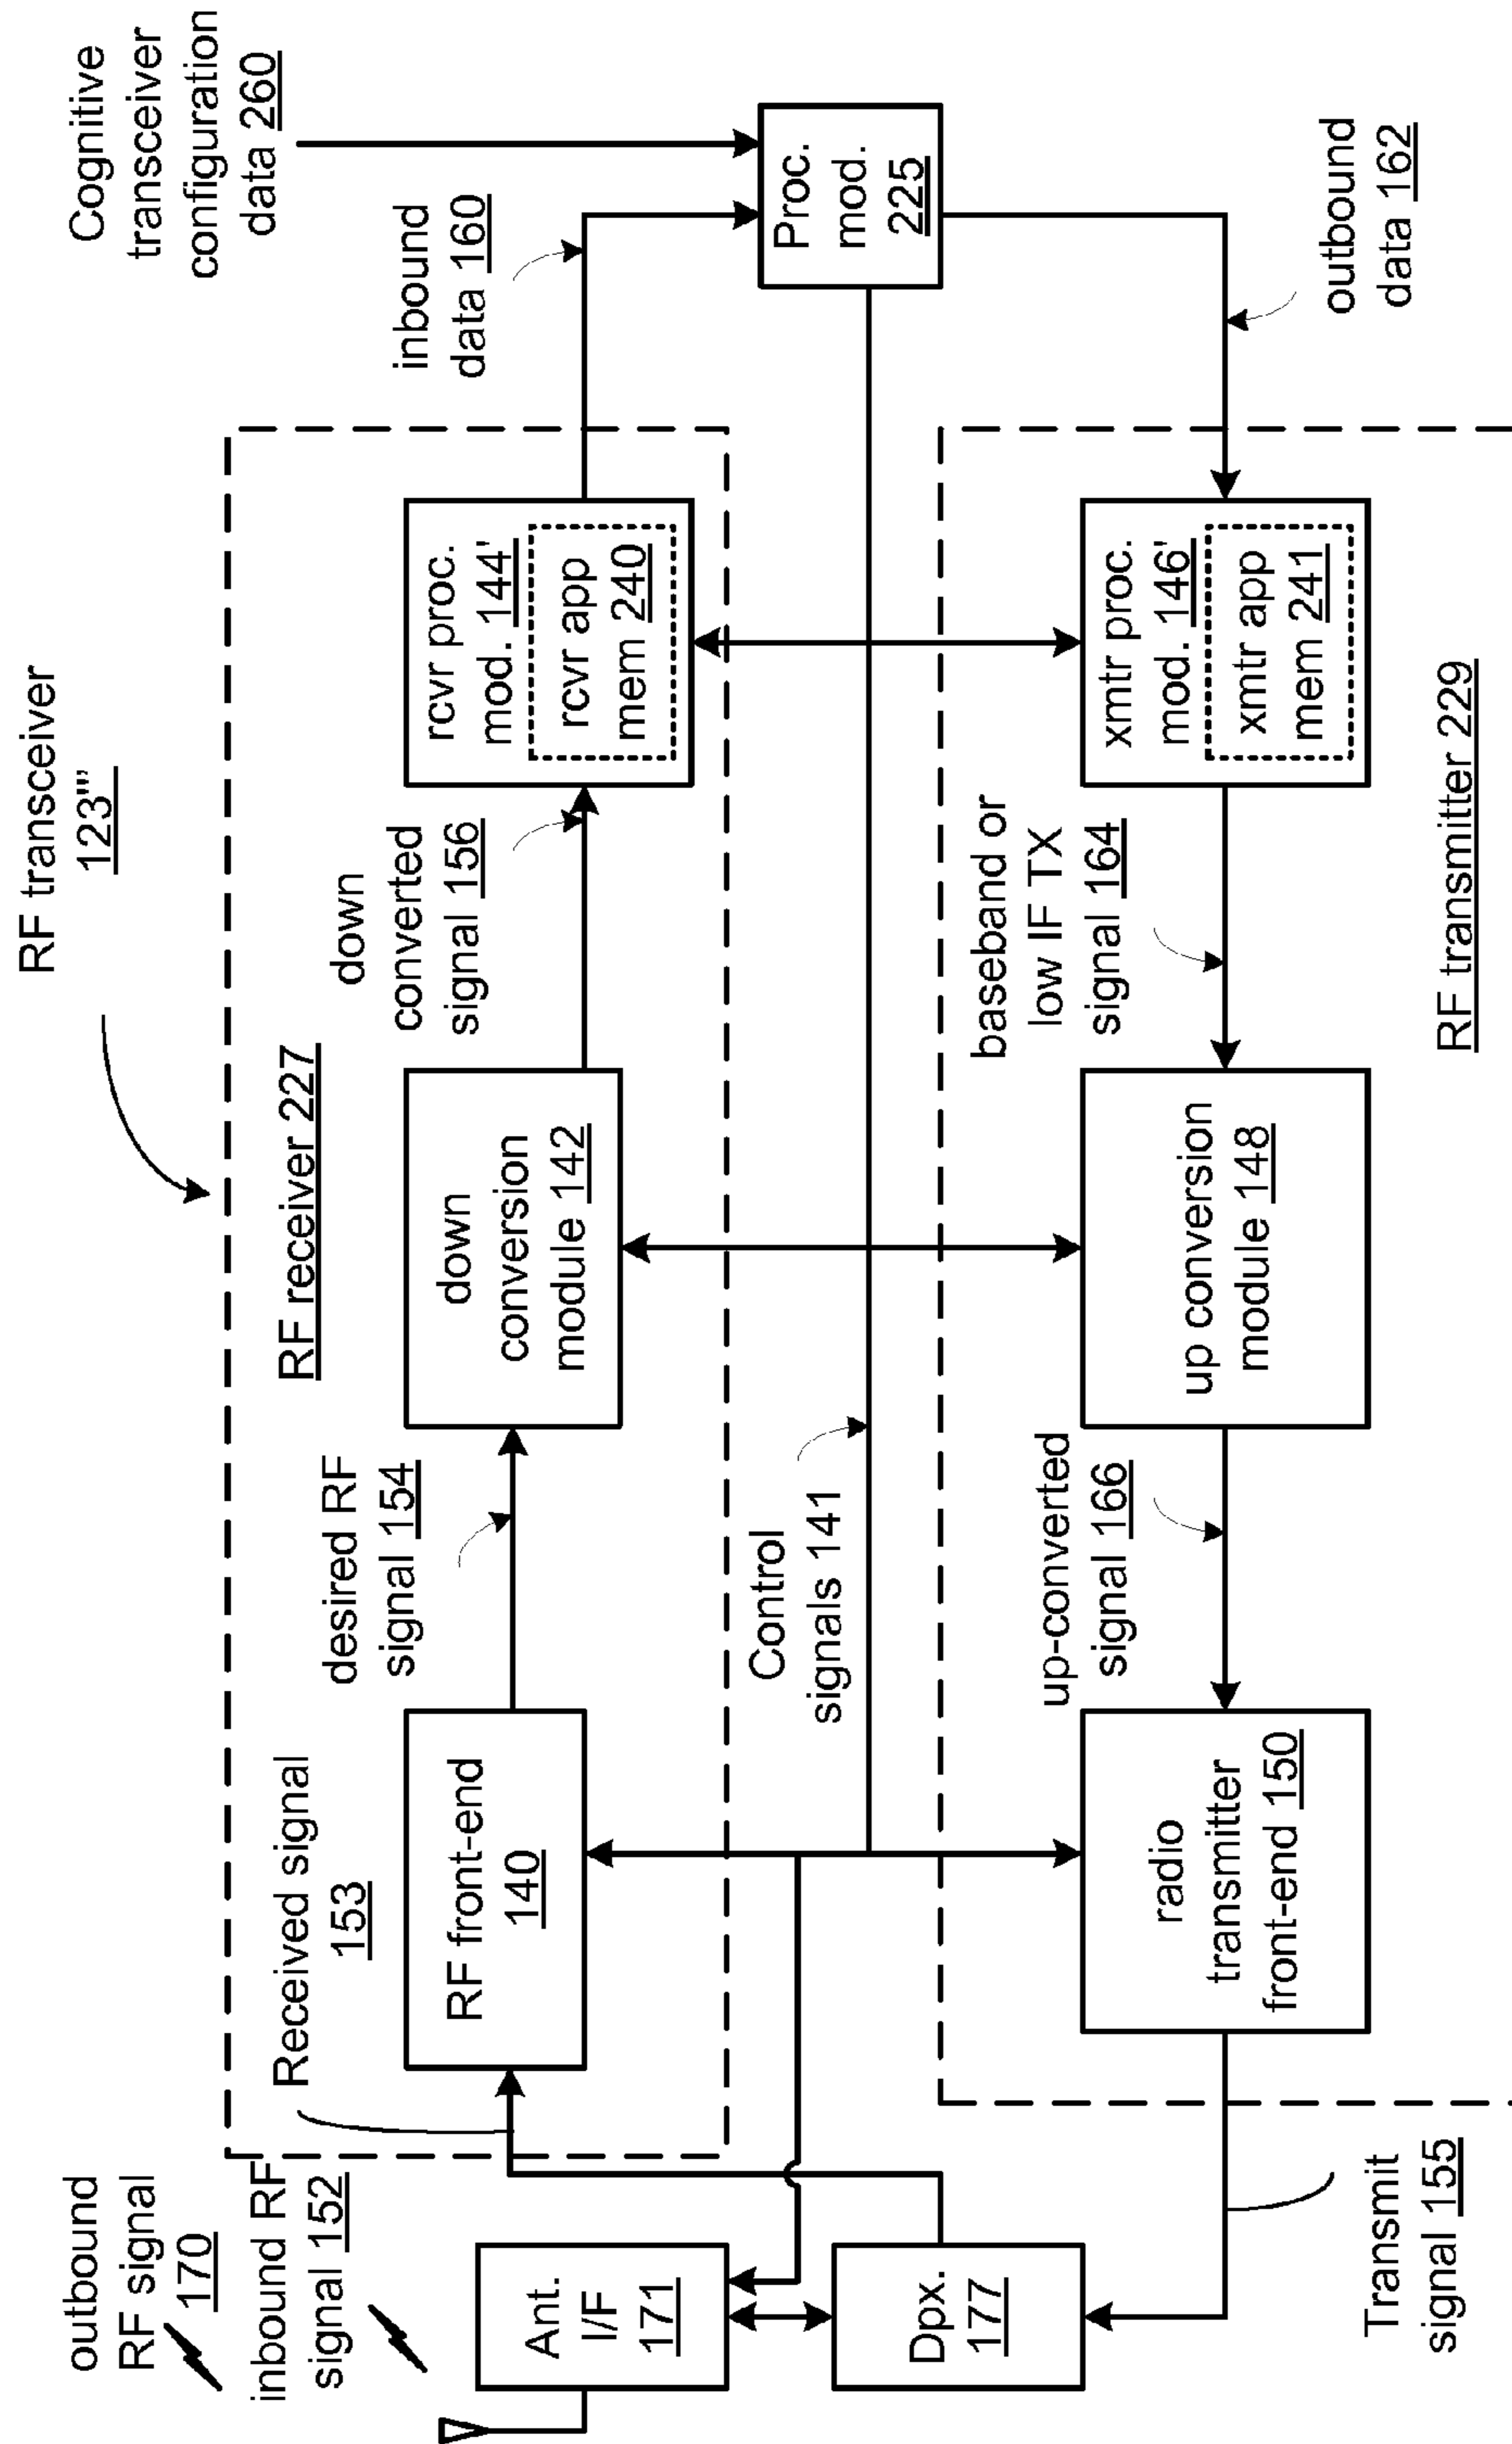 RF transceiver
123''''
outbound
RF signal
170
inbound RF
signal 152
Received signal
153
RF receiver 227
desired RF
signal 154
down
converted
signal 156
inbound
data 160
Cognitive
transceiver
configuration
data 260
RF front-end
140
down
conversion
module 142
rcvr proc.
mod. 144'
rcvr app
mem 240
Ant.
I/F
171
Control
signals 141
Proc.
mod.
225
Dpx.
177
up-converted
signal 166
baseband or
low IF TX
signal 164
radio
transmitter
front-end 150
up conversion
module 148
xmtr proc.
mod. 146'
xmtr app
mem 241
outbound
data 162
Transmit
signal 155
RF transmitter 229